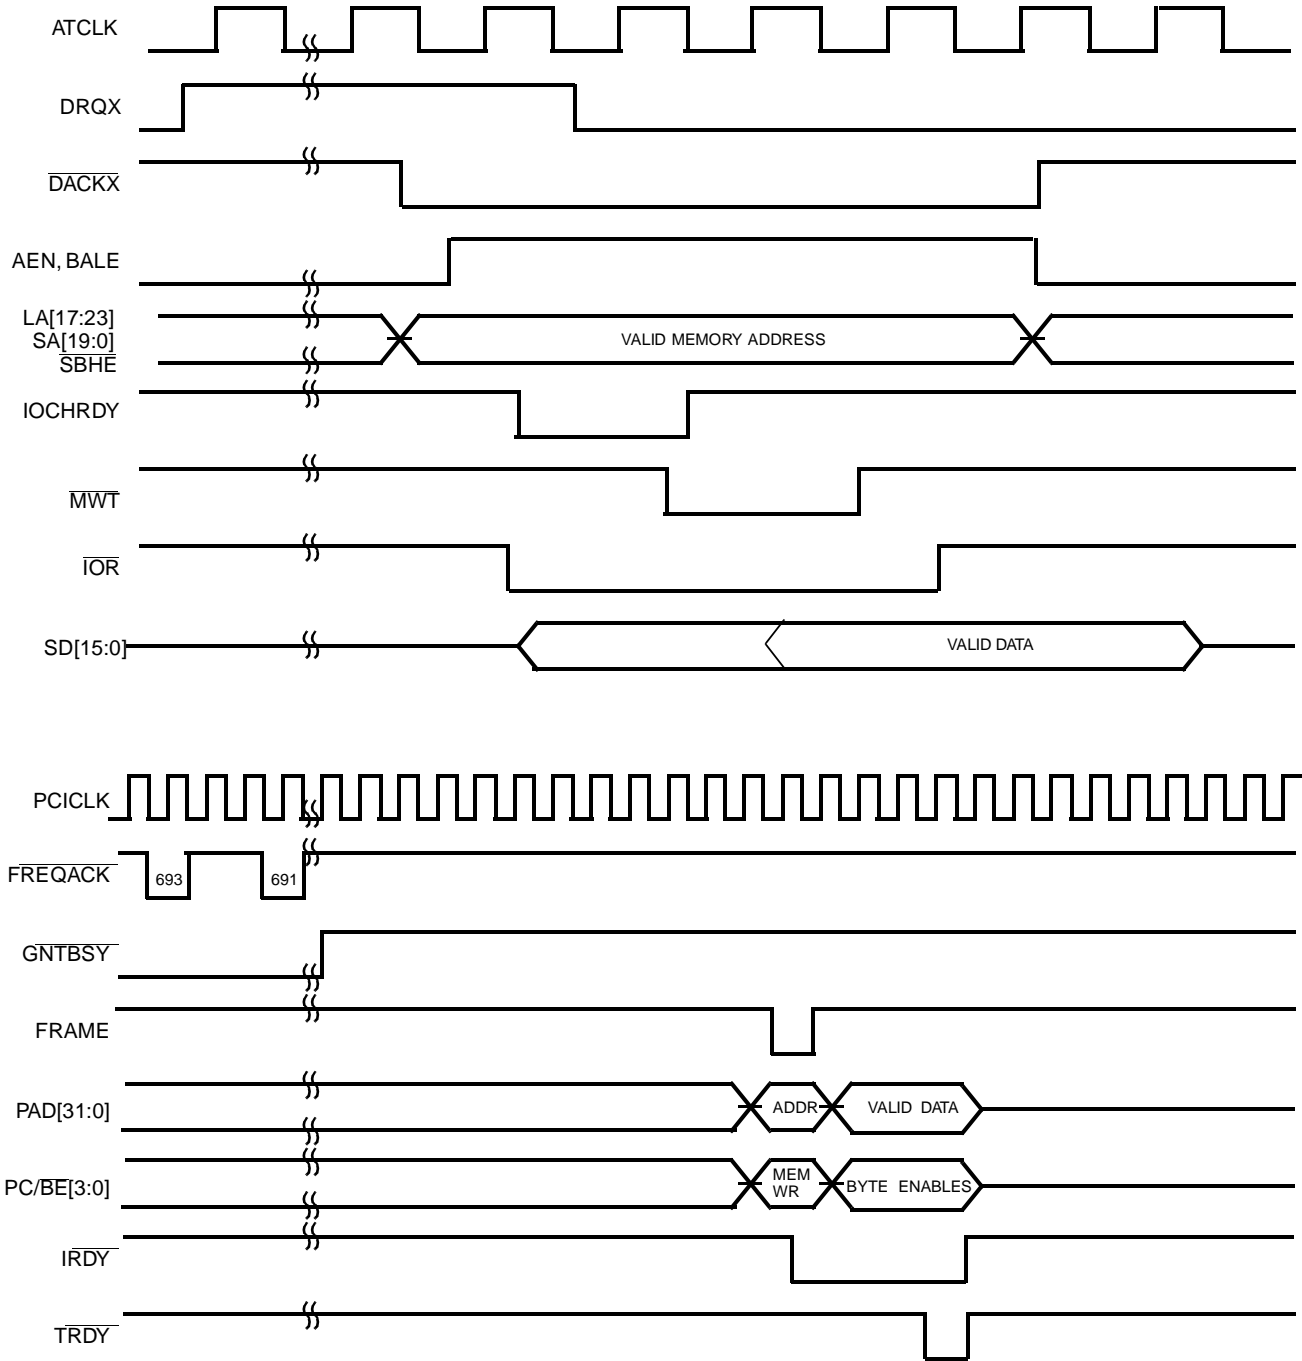 ATCLK
DRQX
DACKX
AEN, BALE
LA[17:23]
SA[19:0]
SBHE
VALID MEMORY ADDRESS
IOCHRDY
MWT
IOR
SD[15:0]
VALID DATA
PCICLK
FREQACK
693
691
GNTBSY
FRAME
PAD[31:0]
ADDR
VALID DATA
PC/BE[3:0]
MEM
WR
BYTE ENABLES
IRDY
TRDY